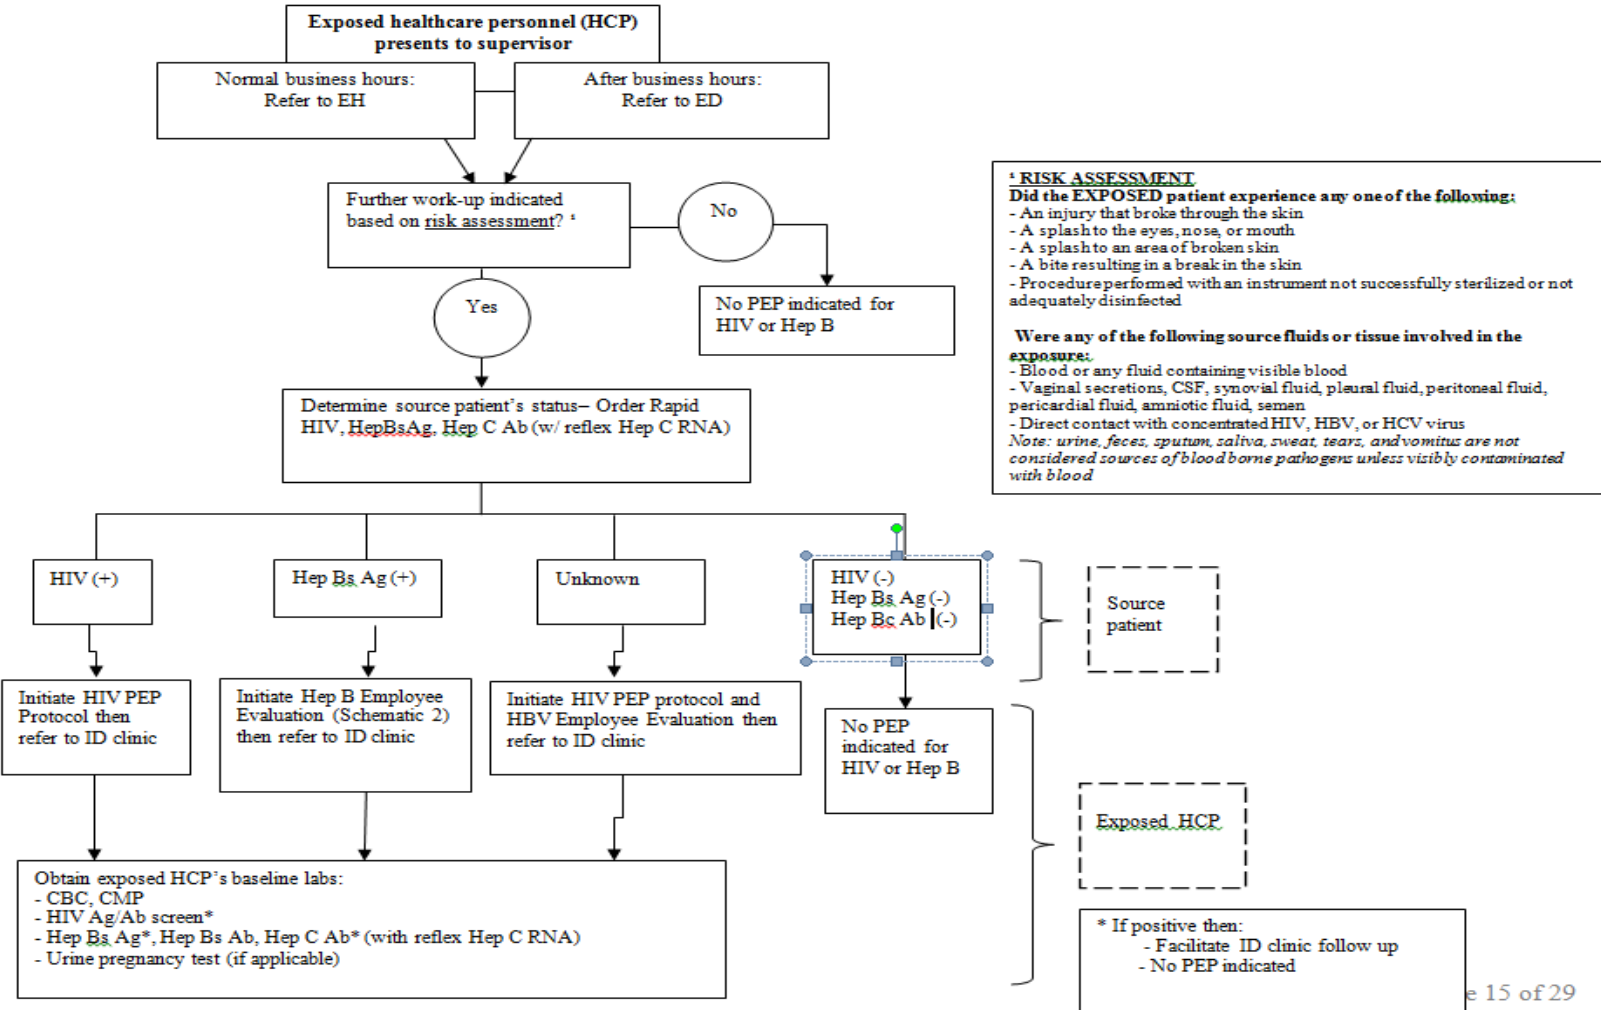 Exposed healthcare personnel (HCP)
presents to supervisor
Normal business hours:
Refer to EH
After business hours:
Refer to ED
Further work-up indicated
based on risk assessment? ¹
No
Yes
No PEP indicated for
HIV or Hep B
¹ RISK ASSESSMENT
Did the EXPOSED patient experience any one of the following:
- An injury that broke through the skin
- A splash to the eyes, nose, or mouth
- A splash to an area of broken skin
- A bite resulting in a break in the skin
- Procedure performed with an instrument not successfully sterilized or not
adequately disinfected
Were any of the following source fluids or tissue involved in the
exposure:
- Blood or any fluid containing visible blood
- Vaginal secretions, CSF, synovial fluid, pleural fluid, peritoneal fluid,
pericardial fluid, amniotic fluid, semen
- Direct contact with concentrated HIV, HBV, or HCV virus
Note: urine, feces, sputum, saliva, sweat, tears, and vomitus are not
considered sources of blood borne pathogens unless visibly contaminated
with blood
Determine source patient's status– Order Rapid
HIV, HepBsAg, Hep C Ab (w/ reflex Hep C RNA)
HIV (+)
Hep Bs Ag (+)
Unknown
HIV (-)
Hep Bs Ag (-)
Hep Bc Ab (-)
Source
patient
Initiate HIV PEP
Protocol then
refer to ID clinic
Initiate Hep B Employee
Evaluation (Schematic 2)
then refer to ID clinic
Initiate HIV PEP protocol and
HBV Employee Evaluation then
refer to ID clinic
No PEP
indicated for
HIV or Hep B
Exposed HCP
Obtain exposed HCP's baseline labs:
- CBC, CMP
- HIV Ag/Ab screen*
- Hep Bs Ag*, Hep Bs Ab, Hep C Ab* (with reflex Hep C RNA)
- Urine pregnancy test (if applicable)
* If positive then:
- Facilitate ID clinic follow up
- No PEP indicated
e 15 of 29